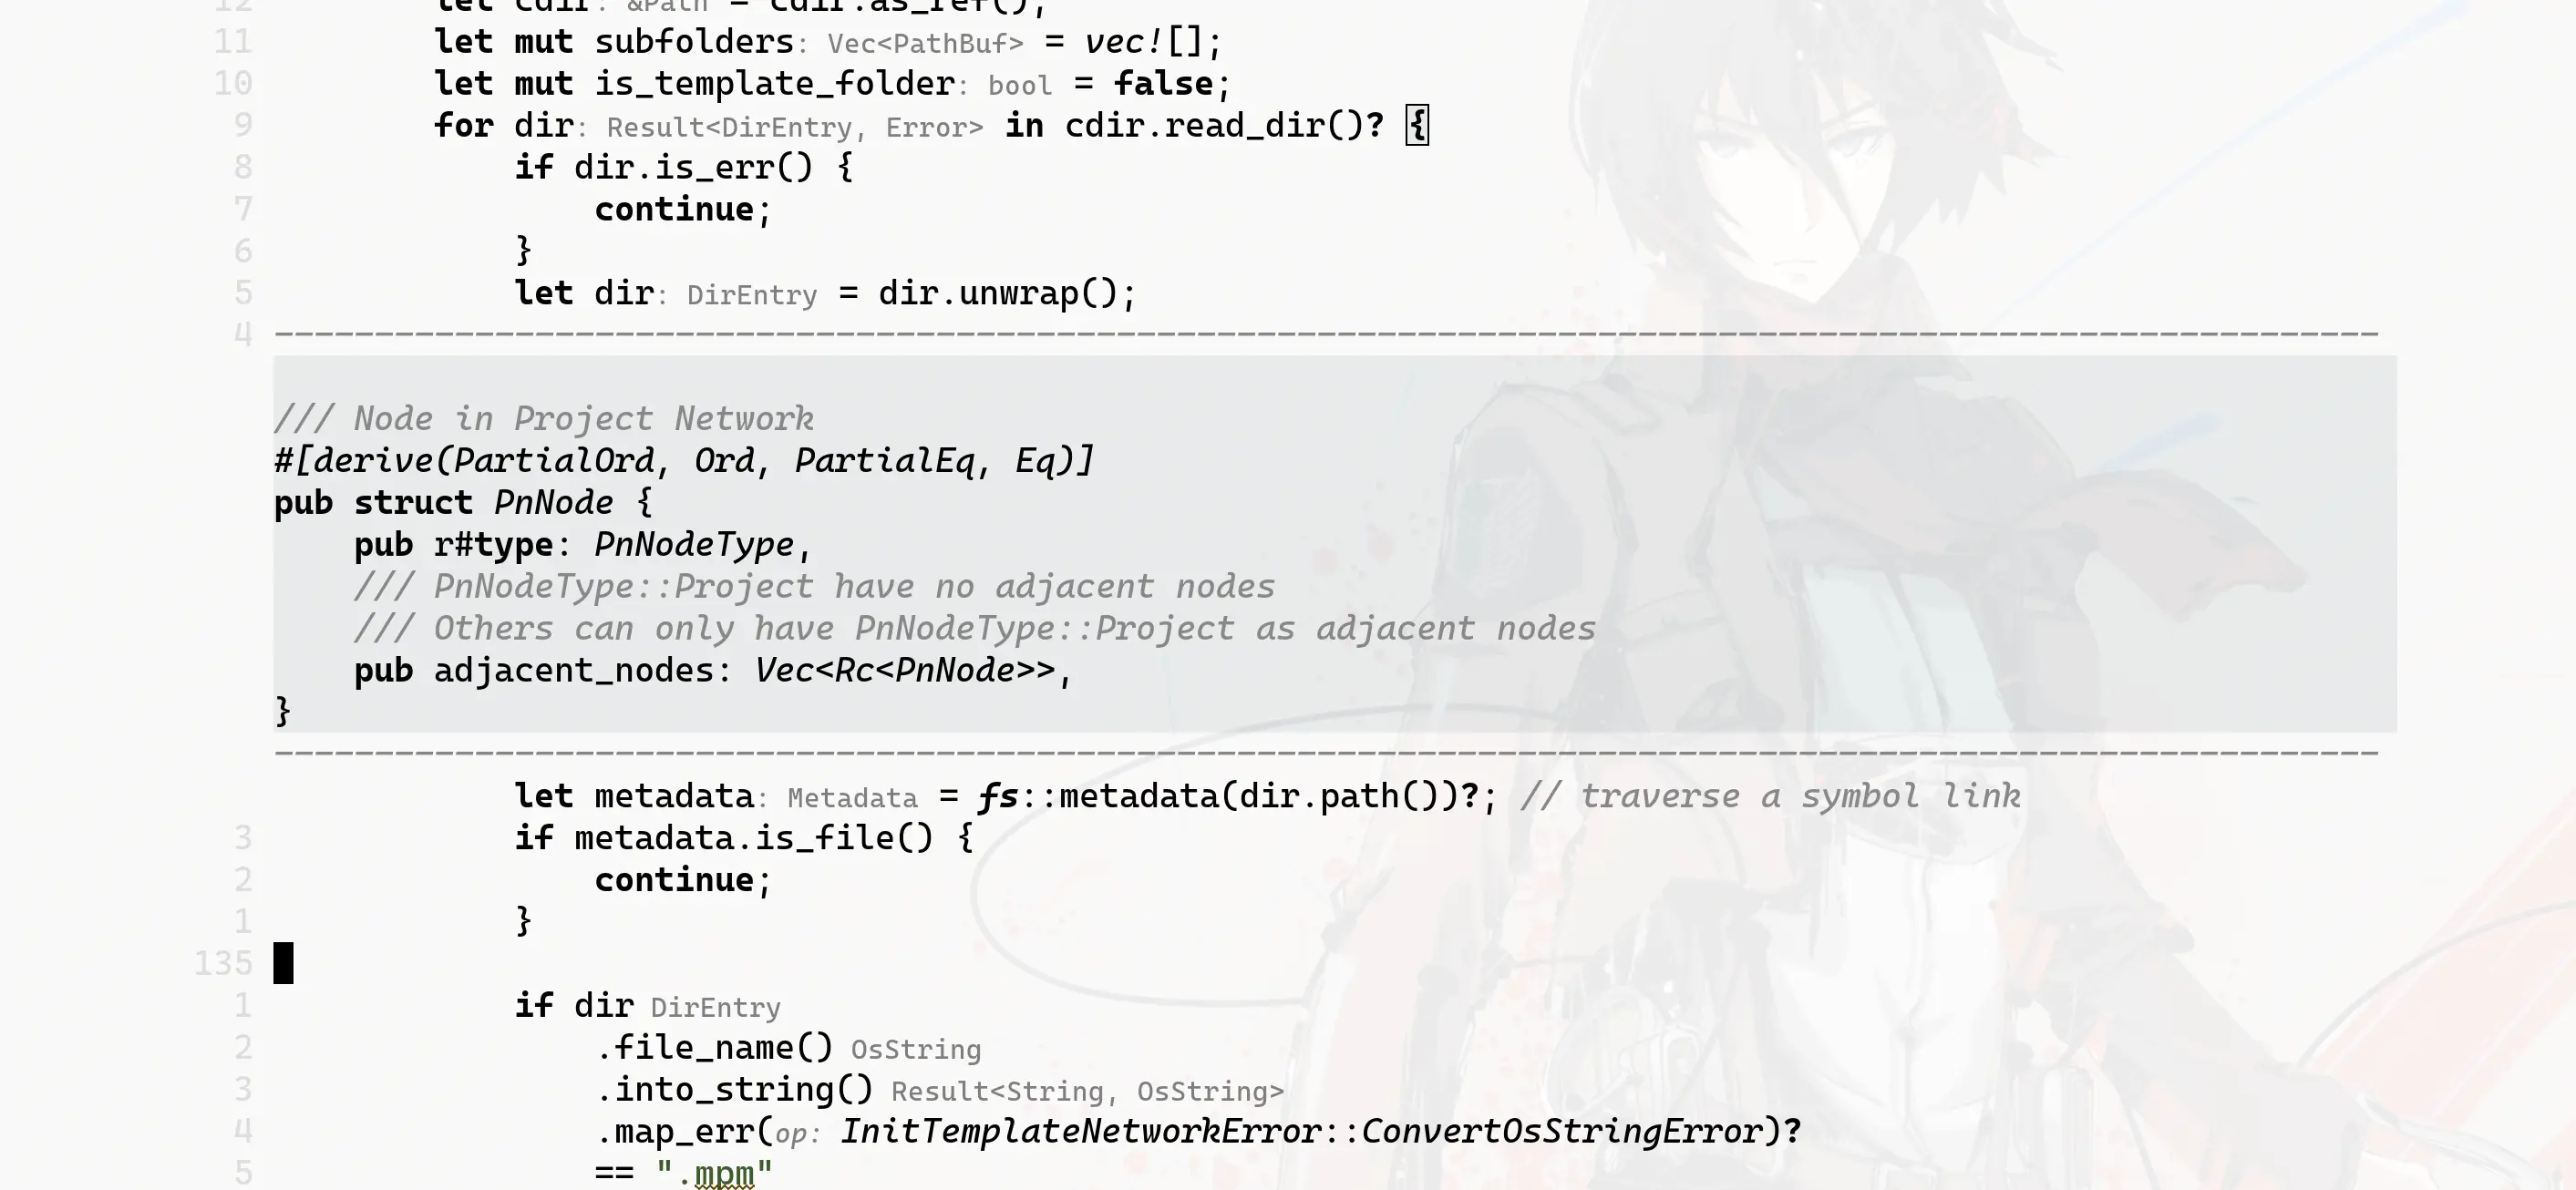 12 let cdir: &Path = cdir.as_ref();
11 let mut subfolders: Vec<PathBuf> = vec![];
10 let mut is_template_folder: bool = false;
9 for dir: Result<DirEntry, Error> in cdir.read_dir()? {
8 if dir.is_err() {
7 continue;
6 }
5 let dir: DirEntry = dir.unwrap();
4
/// Node in Project Network
#[derive(PartialOrd, Ord, PartialEq, Eq)]
pub struct PnNode {
pub r#type: PnNodeType,
/// PnNodeType::Project have no adjacent nodes
/// Others can only have PnNodeType::Project as adjacent nodes
pub adjacent_nodes: Vec<Rc<PnNode>>,
}
let metadata: Metadata = fs::metadata(dir.path())?; // traverse a symbol link
3 if metadata.is_file() {
2 continue;
1 }
135
1 if dir DirEntry
2 .file_name() OsString
3 .into_string() Result<String, OsString>
4 .map_err(op: InitTemplateNetworkError::ConvertOsStringError)?
5 == ".mpm"